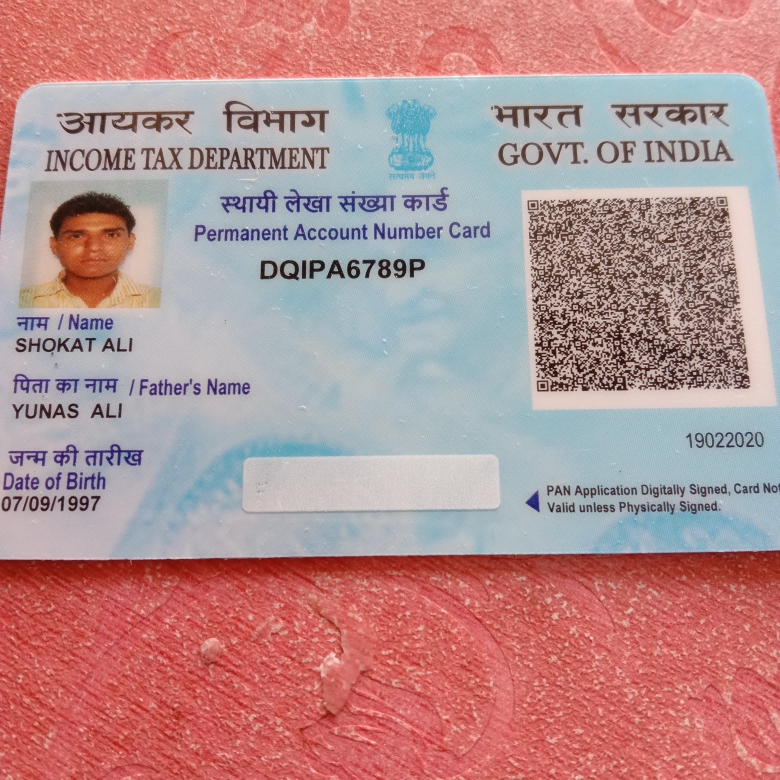 आयकर विभाग
INCOME TAX DEPARTMENT
सत्यमेव जयते
भारत सरकार
GOVT. OF INDIA
स्थायी लेखा संख्या कार्ड
Permanent Account Number Card
DQIPA6789P
नाम / Name
SHOKAT ALI
पिता का नाम / Father's Name
YUNAS ALI
जन्म की तारीख
Date of Birth
07/09/1997
19022020
PAN Application Digitally Signed, Card Not
Valid unless Physically Signed.